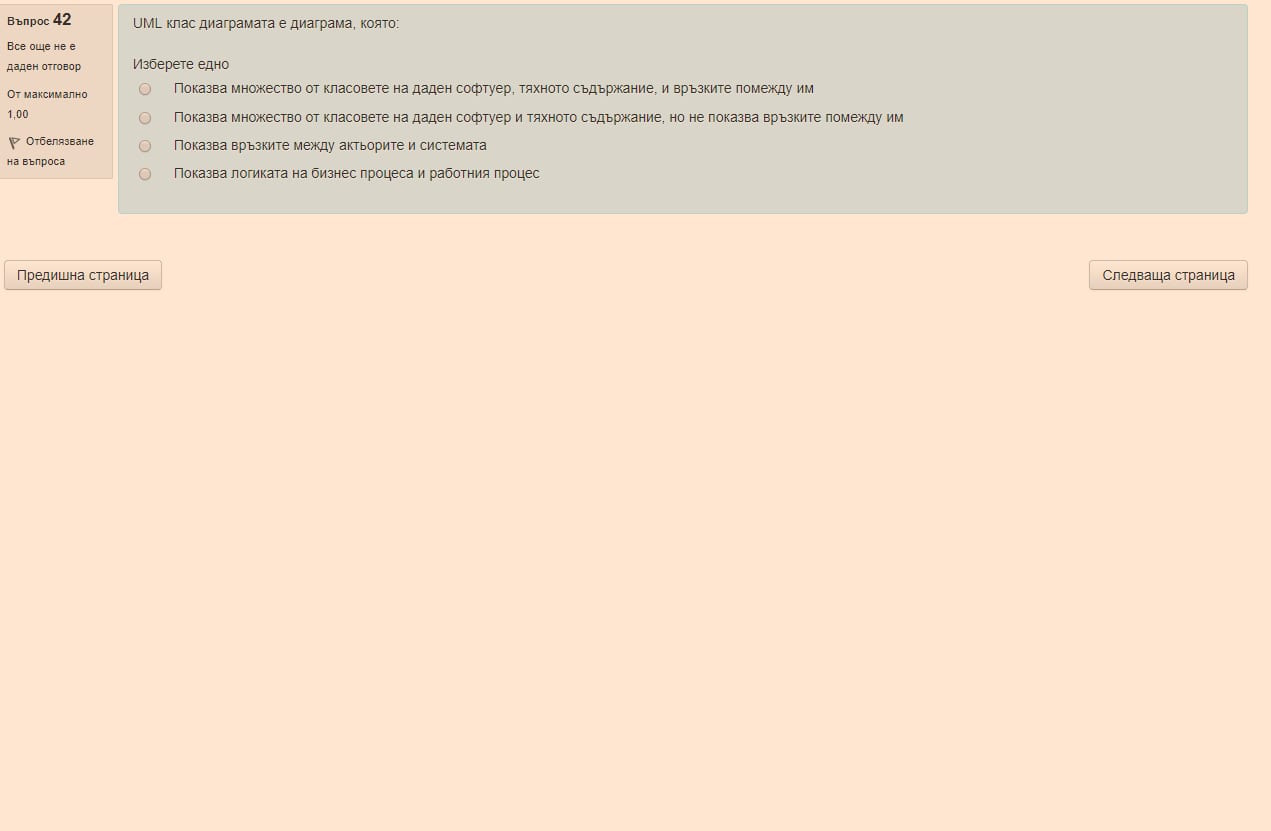 Въпрос 42
Все още не е
даден отговор
От максимално
1,00
Отбелязване
на въпроса
UML клас диаграмата е диаграма, която:
Изберете едно
Показва множество от класовете на даден софтуер, тяхното съдържание, и връзките помежду им
Показва множество от класовете на даден софтуер и тяхното съдържание, но не показва връзките помежду им
Показва връзките между актьорите и системата
Показва логиката на бизнес процеса и работния процес
Предишна страница
Следваща страница